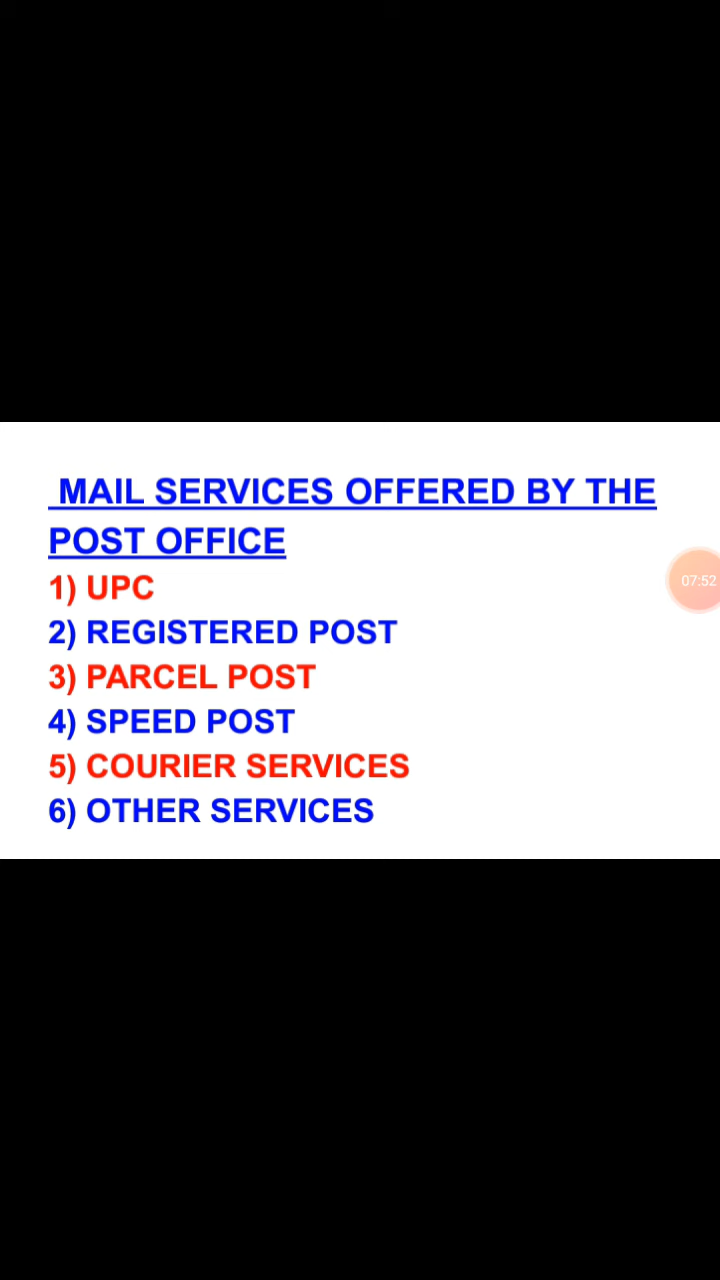 MAIL SERVICES OFFERED BY THE
POST OFFICE
1) UPC
2) REGISTERED POST
07:52
3) PARCEL POST
4) SPEED POST
5) COURIER SERVICES
6) OTHER SERVICES